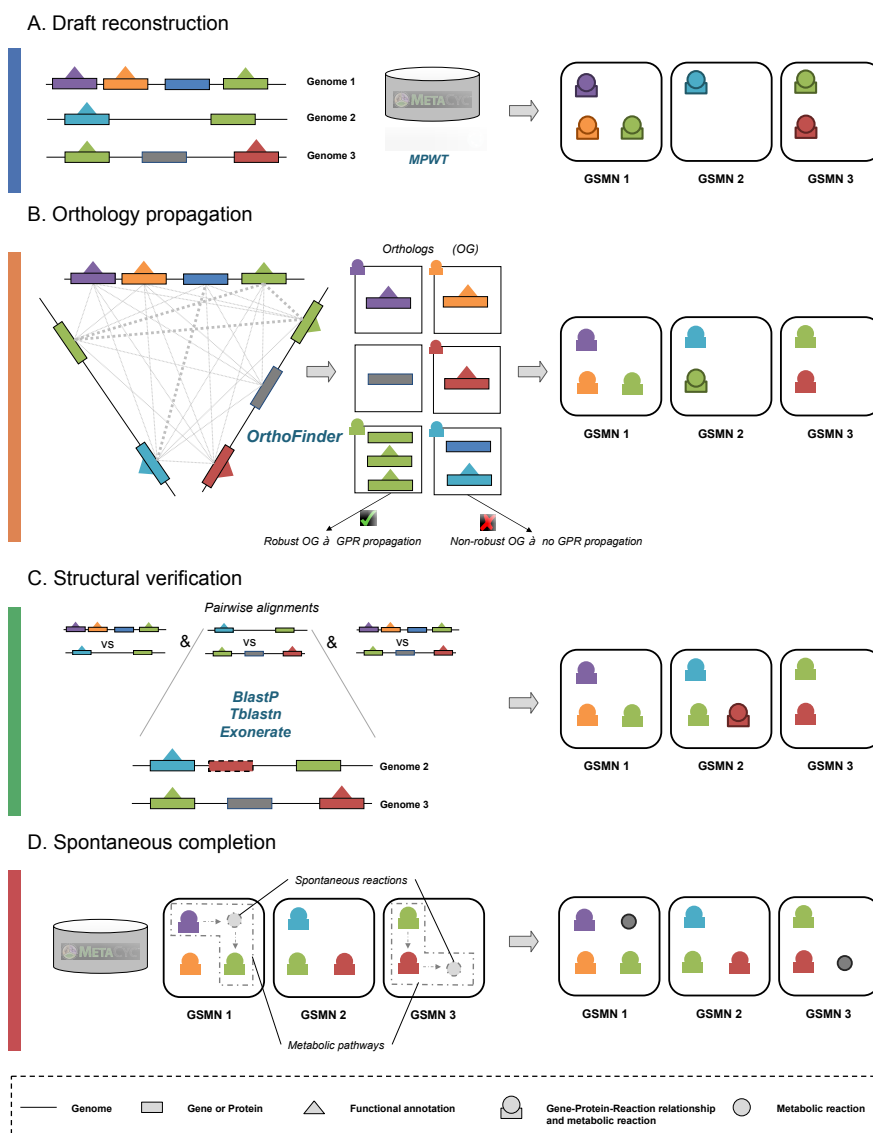 A. Draft reconstruction
Genome 1
Genome 2
Genome 3
METACYC
MPWT
GSMN 1
GSMN 2
GSMN 3
B. Orthology propagation
Orthologs (OG)
OrthoFinder
Robust OG à GPR propagation
Non-robust OG à no GPR propagation
GSMN 1
GSMN 2
GSMN 3
C. Structural verification
Pairwise alignments
VS
&
VS
&
VS
BlastP
Tblastn
Exonerate
Genome 2
Genome 3
GSMN 1
GSMN 2
GSMN 3
D. Spontaneous completion
Spontaneous reactions
METACYC
GSMN 1
GSMN 2
GSMN 3
Metabolic pathways
GSMN 1
GSMN 2
GSMN 3
Genome
Gene or Protein
Functional annotation
Gene-Protein-Reaction relationship
and metabolic reaction
Metabolic reaction